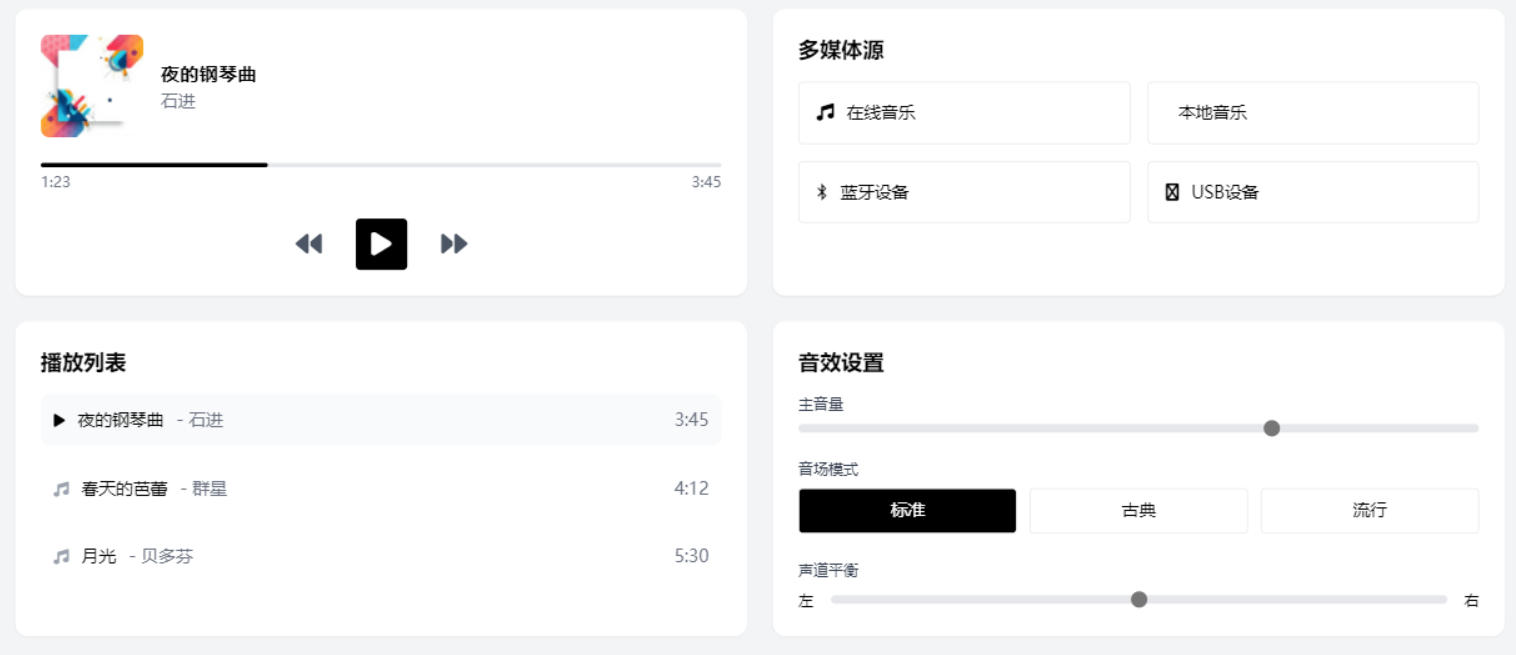 夜的钢琴曲
石进
1:23 3:45
多媒体源
在线音乐 本地音乐
蓝牙设备 USB设备
播放列表
夜的钢琴曲 - 石进 3:45
春天的芭蕾 - 群星 4:12
月光 - 贝多芬 5:30
音效设置
主音量
音场模式
标准 古典 流行
声道平衡
左 右